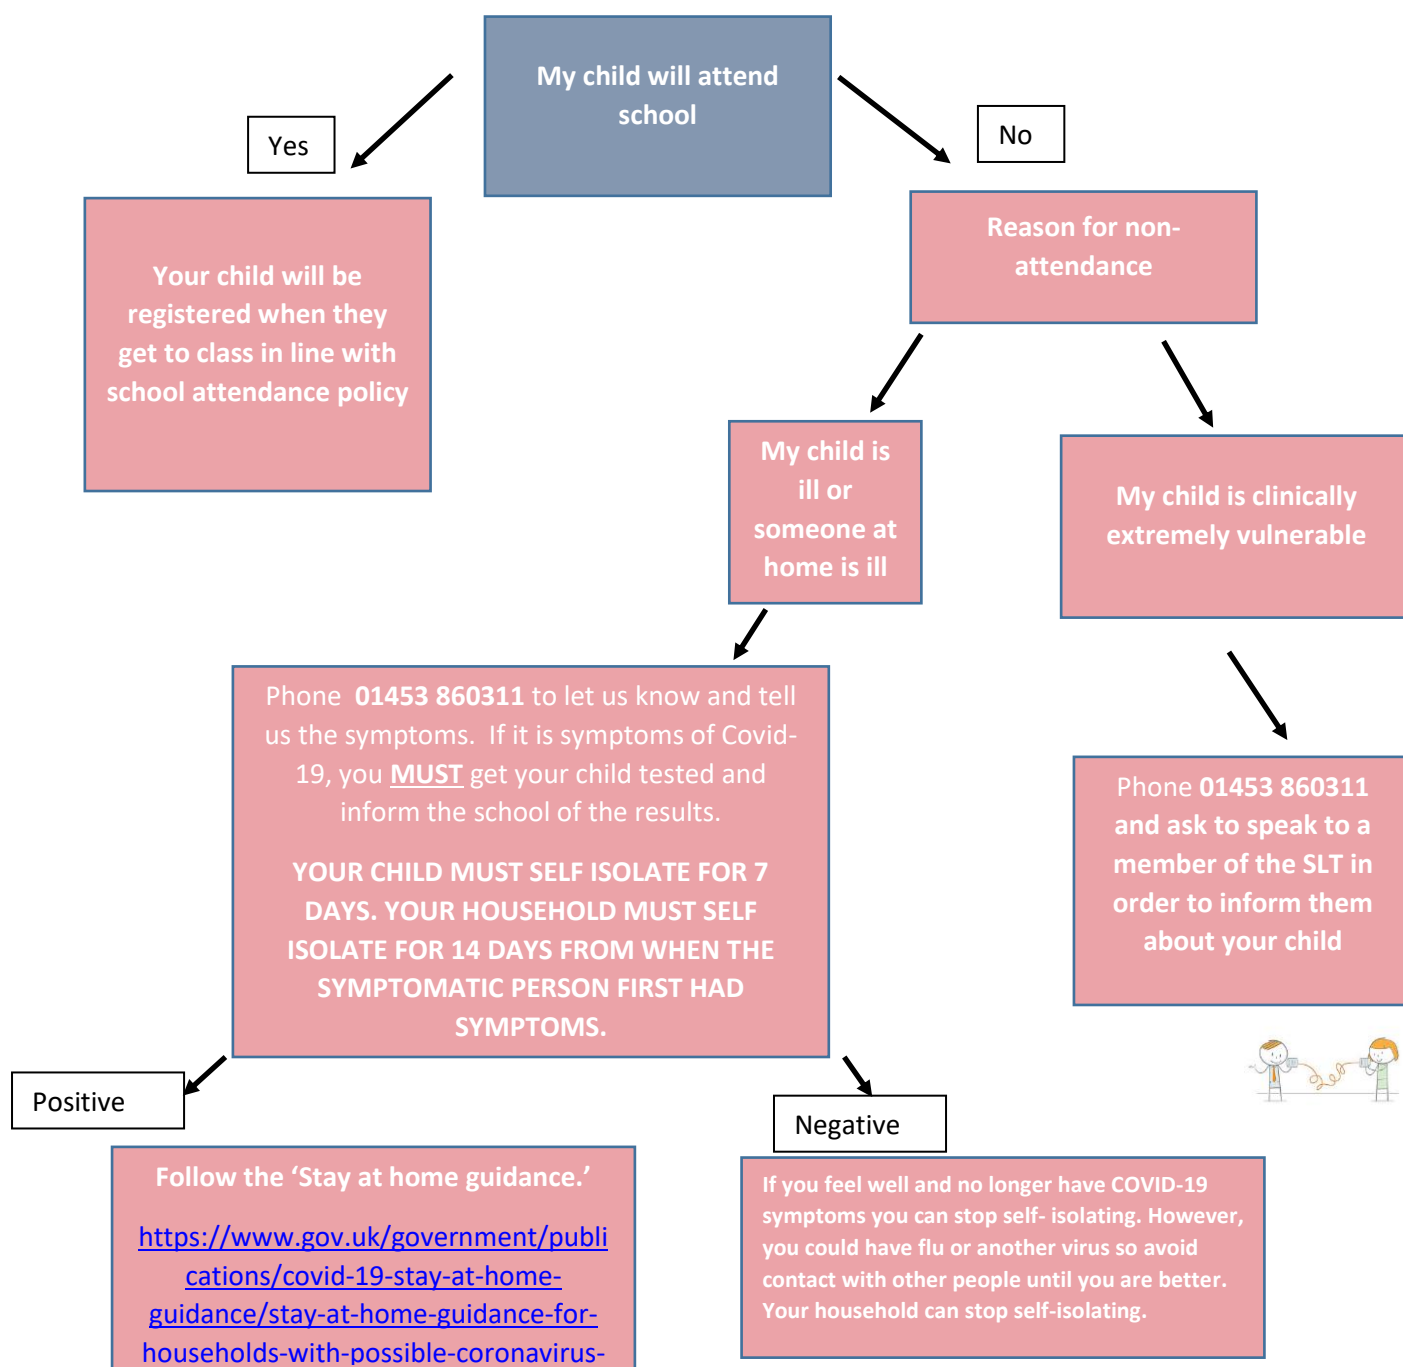 My child will attend
school
Yes
No
Your child will be
registered when they
get to class in line with
school attendance policy
Reason for non-
attendance
My child is
ill or
someone at
home is ill
My child is clinically
extremely vulnerable
Phone  01453 860311 to let us know and tell
us the symptoms.  If it is symptoms of Covid-
19, you MUST get your child tested and
inform the school of the results.
YOUR CHILD MUST SELF ISOLATE FOR 7
DAYS. YOUR HOUSEHOLD MUST SELF
ISOLATE FOR 14 DAYS FROM WHEN THE
SYMPTOMATIC PERSON FIRST HAD
SYMPTOMS.
Phone 01453 860311
and ask to speak to a
member of the SLT in
order to inform them
about your child
Positive
Negative
Follow the ‘Stay at home guidance.’
https://www.gov.uk/government/publi
cations/covid-19-stay-at-home-
guidance/stay-at-home-guidance-for-
households-with-possible-coronavirus-
If you feel well and no longer have COVID-19
symptoms you can stop self- isolating. However,
you could have flu or another virus so avoid
contact with other people until you are better.
Your household can stop self-isolating.